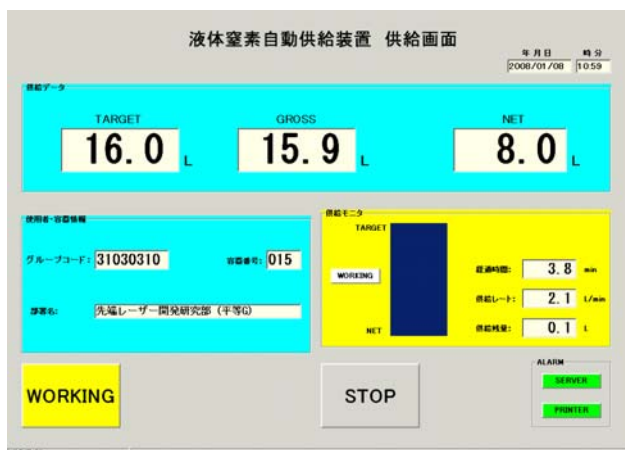 液体窒素自動供給装置 供給画面
年月日 時分
2008/01/08 10:59
供給データ
TARGET GROSS NET
16.0 L 15.9 L 8.0 L
使用者・容器情報
グループコード: 31030310 容器番号: 015
部署名: 先端レーザー開発研究部 (平等G)
供給モニタ
TARGET
WORKING
NET
経過時間: 3.8 min
供給レート: 2.1 L/min
供給残量: 0.1 L
WORKING
STOP
ALARM
SERVER
PRINTER